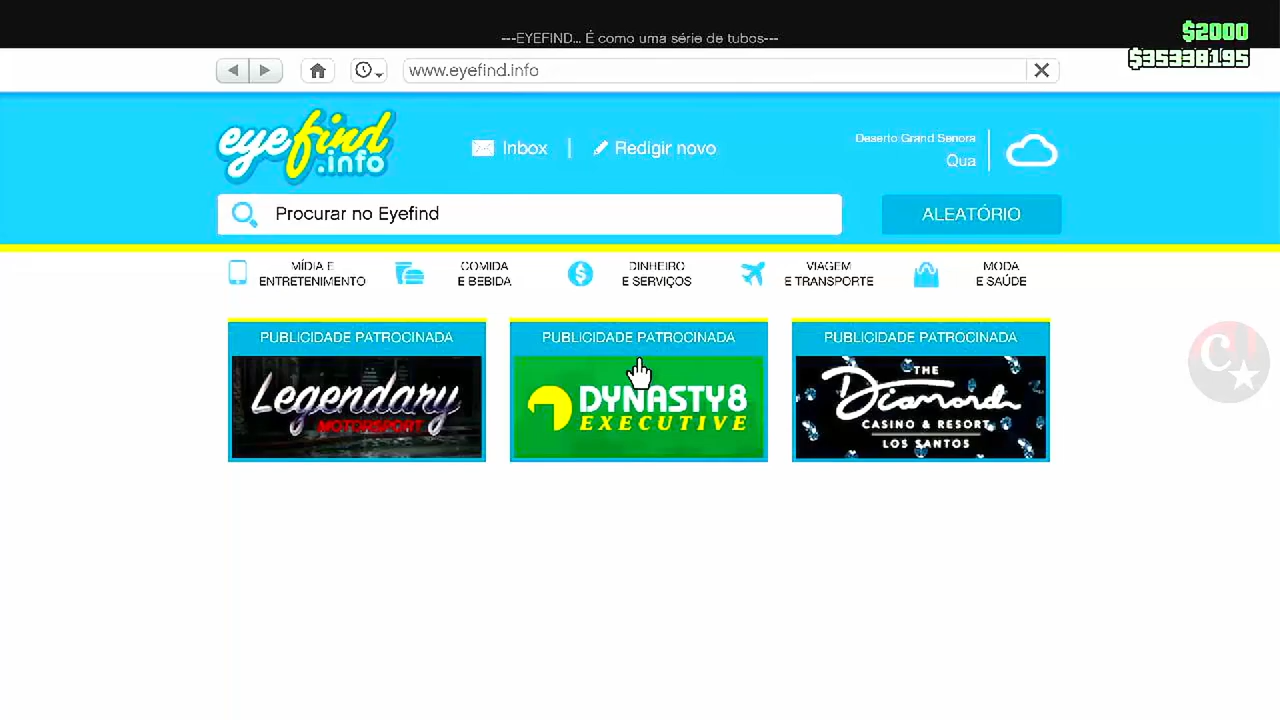 ---EYEFIND... É como uma série de tubos---
$2000
$35338195
www.eyefind.info
eyefind
.info
Inbox | Redigir novo
Deserto Grand Senora
Qua
Procurar no Eyefind
ALEATÓRIO
MÍDIA E
ENTRETENIMENTO
COMIDA
E BEBIDA
DINHEIRO
E SERVIÇOS
VIAGEM
E TRANSPORTE
MODA
E SAÚDE
PUBLICIDADE PATROCINADA
Legendary
MOTORSPORT
PUBLICIDADE PATROCINADA
DYNASTY8
EXECUTIVE
PUBLICIDADE PATROCINADA
THE
Diamond
CASINO & RESORT
LOS SANTOS
C